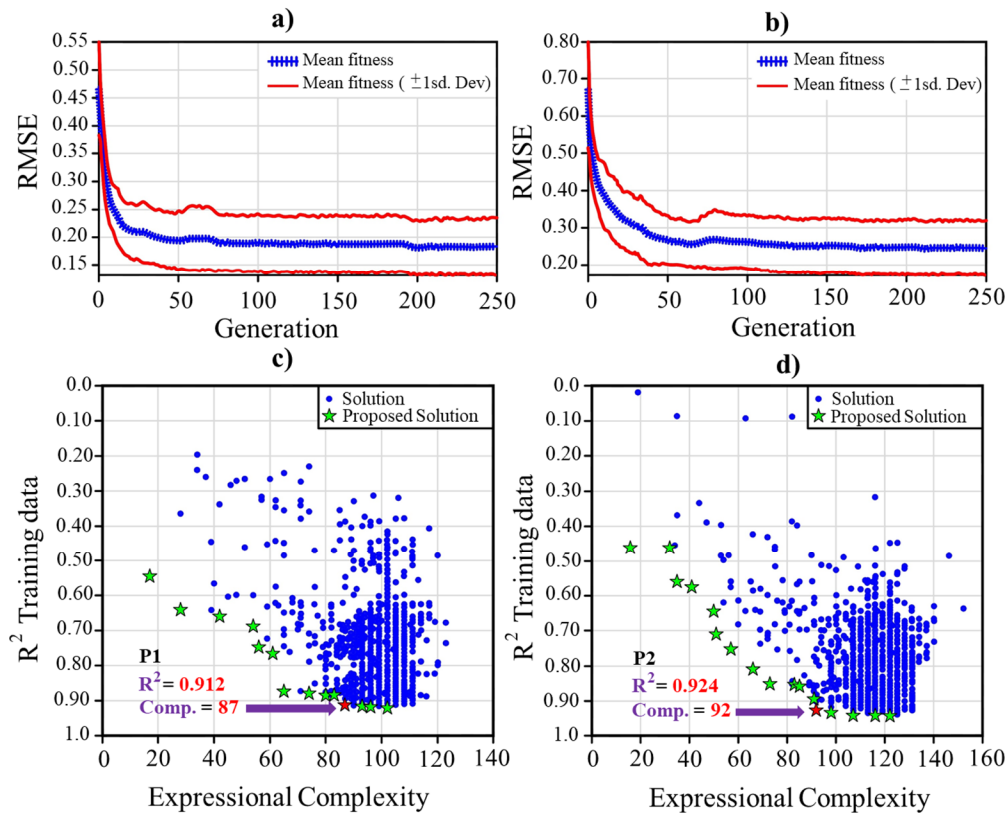 a)
0.55
0.50
0.45
0.40
0.35
0.30
0.25
0.20
0.15
RMSE
Mean fitness
Mean fitness ( ±1sd. Dev)
0 50 100 150 200 250
Generation
b)
0.80
0.70
0.60
0.50
0.40
0.30
0.20
RMSE
Mean fitness
Mean fitness ( ±1sd. Dev)
0 50 100 150 200 250
Generation
c)
0.0
0.20
0.30
0.40
0.50
0.60
0.70
0.80
0.90
1.0
R² Training data
Solution
Proposed Solution
P1
R²= 0.912
Comp. = 87
0 20 40 60 80 100 120 140
Expressional Complexity
d)
0.0
0.10
0.20
0.30
0.40
0.50
0.60
0.70
0.80
0.90
1.0
R² Training data
Solution
Proposed Solution
P2
R²= 0.924
Comp. = 92
0 20 40 60 80 100 120 140 160
Expressional Complexity